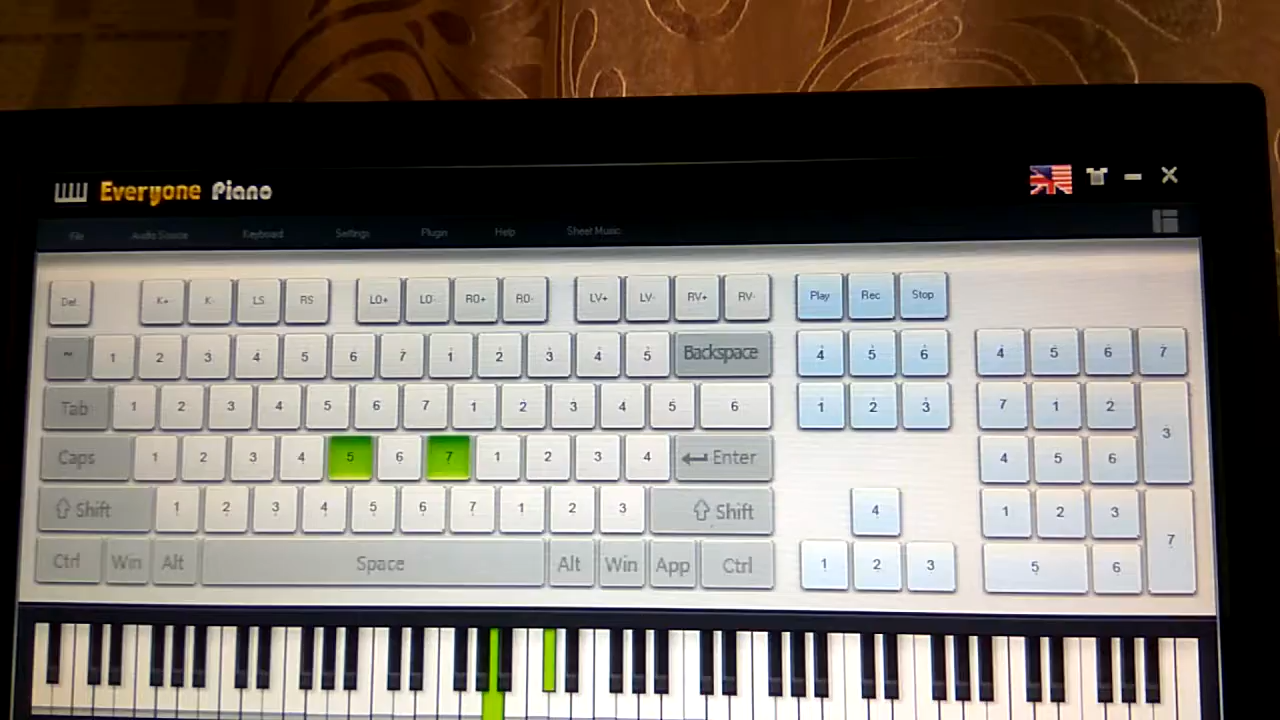 Everyone Piano
File Audio Source Keyboard Settings Plugin Help Sheet Music
Del K+ K- LS RS LO+ LO- RO+ RO- LV+ LV- RV+ RV- Play Rec Stop
~ 1 2 3 4 5 6 7 1 2 3 4 5 Backspace 4 5 6 4 5 6 7
Tab 1 2 3 4 5 6 7 1 2 3 4 5 6 1 2 3 7 1 2 3
Caps 1 2 3 4 5 6 7 1 2 3 4 Enter 4 5 6
Shift 1 2 3 4 5 6 7 1 2 3 Shift 4 1 2 3 7
Ctrl Win Alt Space Alt Win App Ctrl 1 2 3 5 6